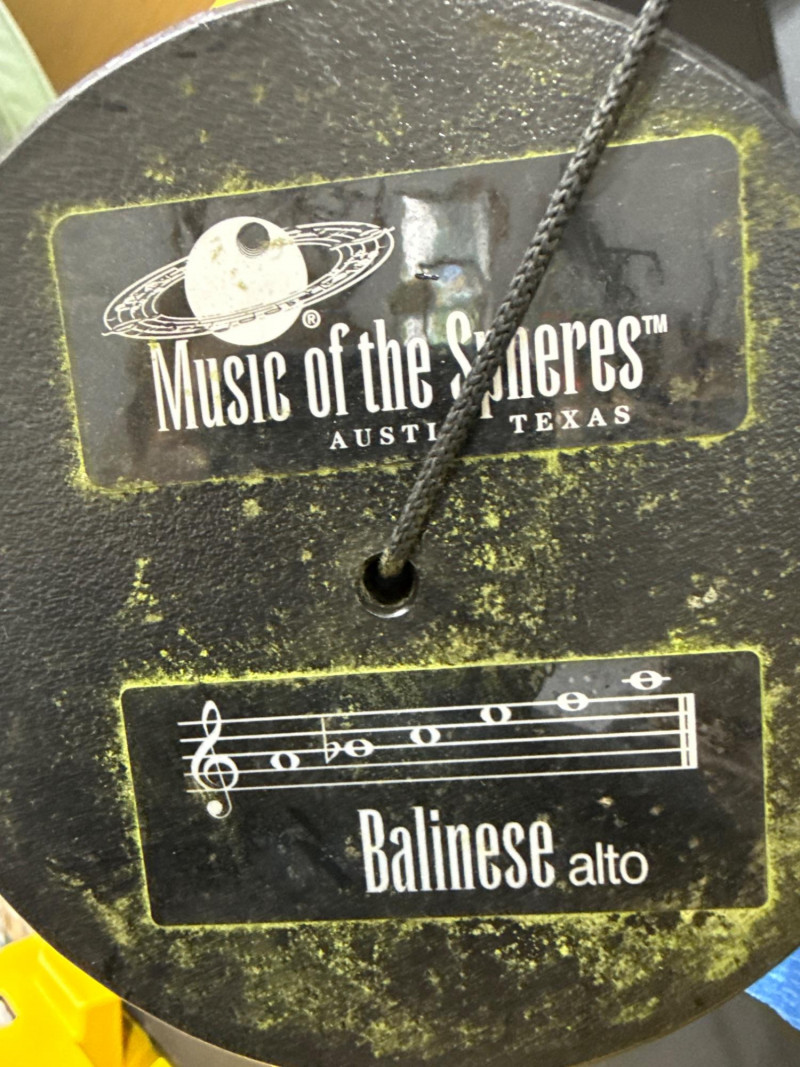 ®
Music of the Spheres™
AUSTIN TEXAS
Balinese alto